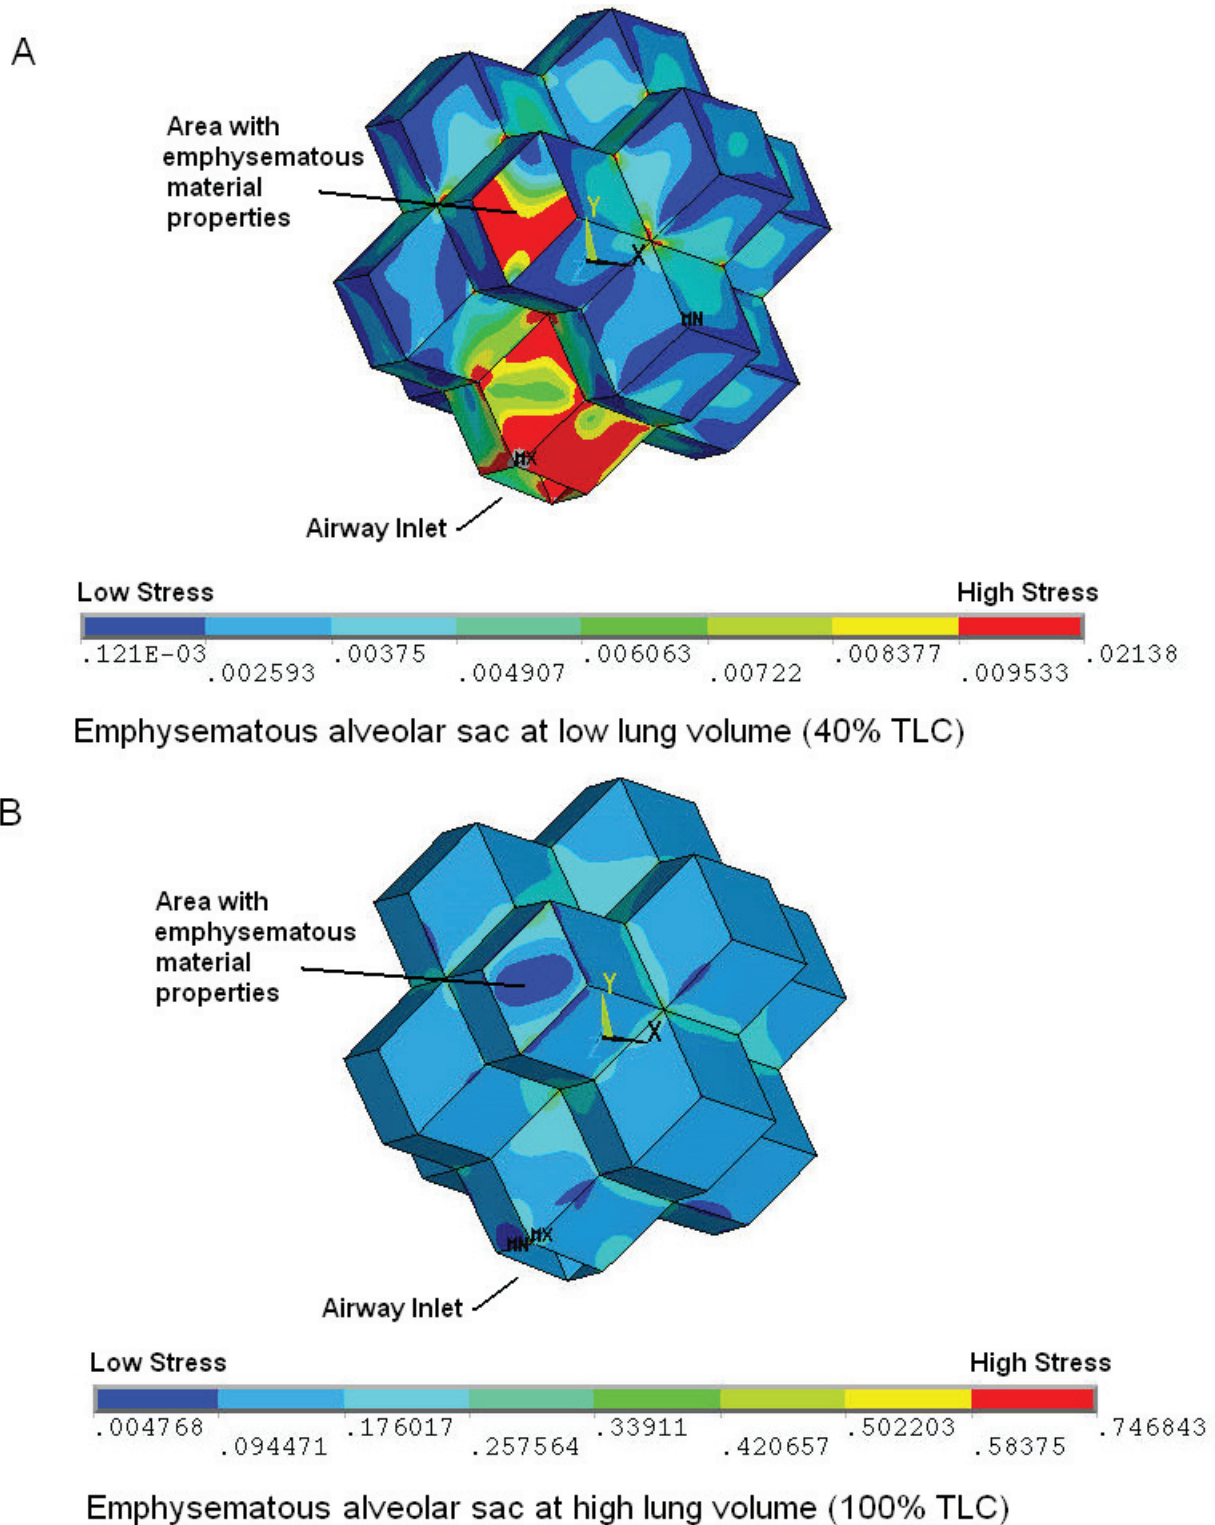 A
Area with
emphysematous
material
properties
Y
X
Z
MN
MX
Airway Inlet
Low Stress High Stress
.121E-03 .00375 .006063 .008377 .02138
.002593 .004907 .00722 .009533
Emphysematous alveolar sac at low lung volume (40% TLC)
B
Area with
emphysematous
material
properties
Y
X
Z
MN MX
Airway Inlet
Low Stress High Stress
.004768 .176017 .33911 .502203 .746843
.094471 .257564 .420657 .58375
Emphysematous alveolar sac at high lung volume (100% TLC)